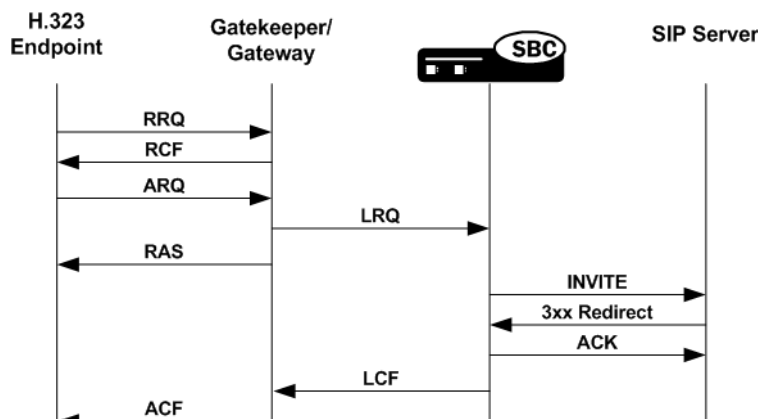 H.323
Endpoint
Gatekeeper/
Gateway
SBC
SIP Server
RRQ
RCF
ARQ
LRQ
RAS
INVITE
3xx Redirect
ACK
LCF
ACF